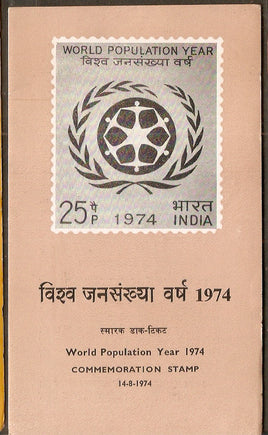 WORLD POPULATION YEAR
विश्व जनसंख्या वर्ष
25 पै P 1974 भारत INDIA
विश्व जनसंख्या वर्ष 1974
स्मारक डाक-टिकट
World Population Year 1974
COMMEMORATION STAMP
14-8-1974